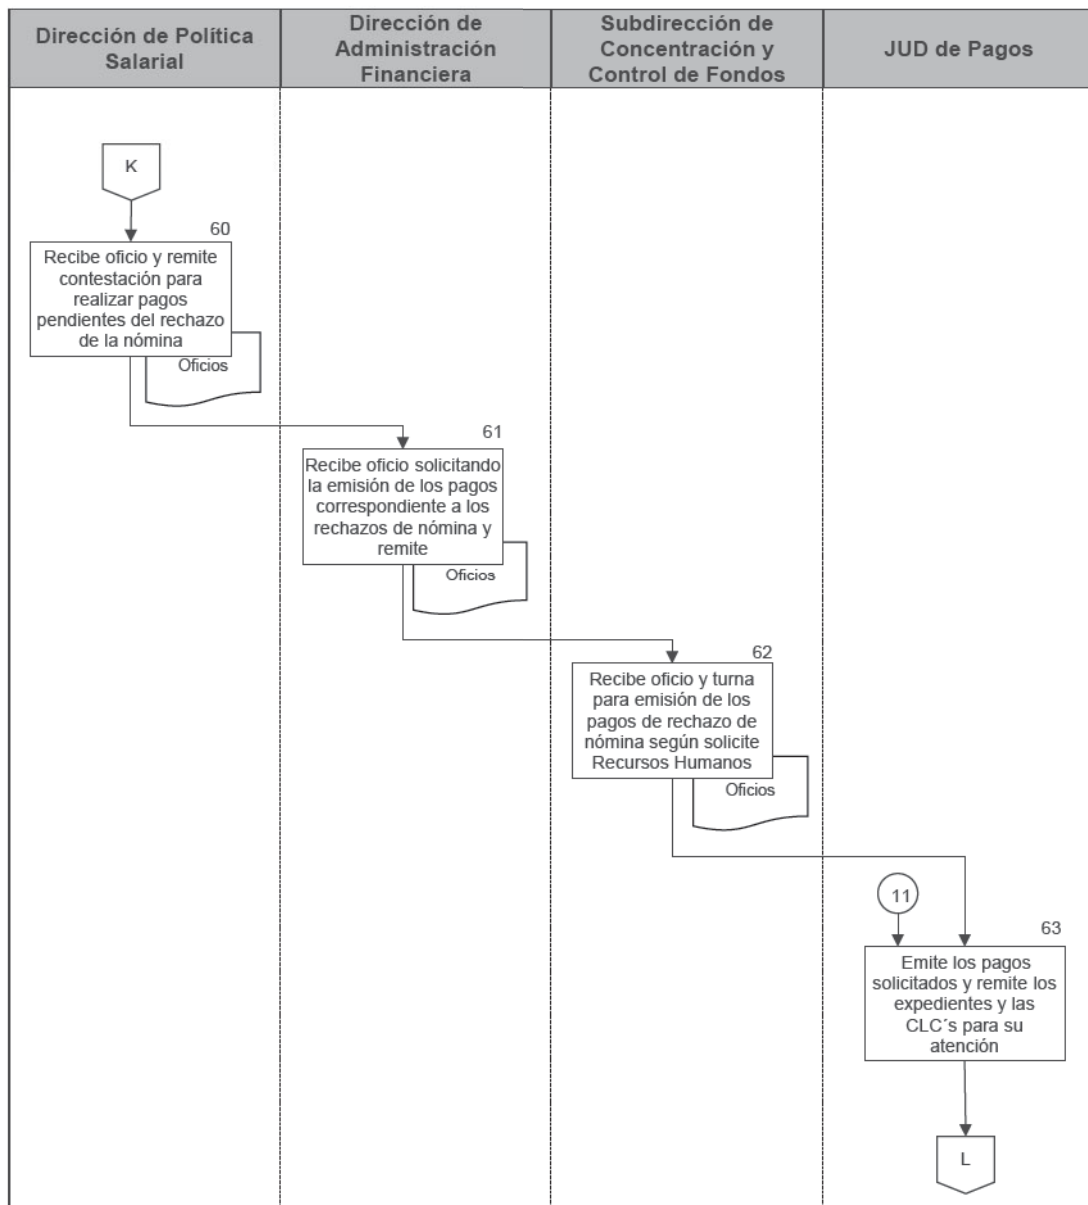 Dirección de Política
Salarial
Dirección de
Administración
Financiera
Subdirección de
Concentración y
Control de Fondos
JUD de Pagos
K
60
Recibe oficio y remite
contestación para
realizar pagos
pendientes del rechazo
de la nómina
Oficios
61
Recibe oficio solicitando
la emisión de los pagos
correspondiente a los
rechazos de nómina y
remite
Oficios
62
Recibe oficio y turna
para emisión de los
pagos de rechazo de
nómina según solicite
Recursos Humanos
Oficios
11
63
Emite los pagos
solicitados y remite los
expedientes y las
CLC´s para su
atención
L